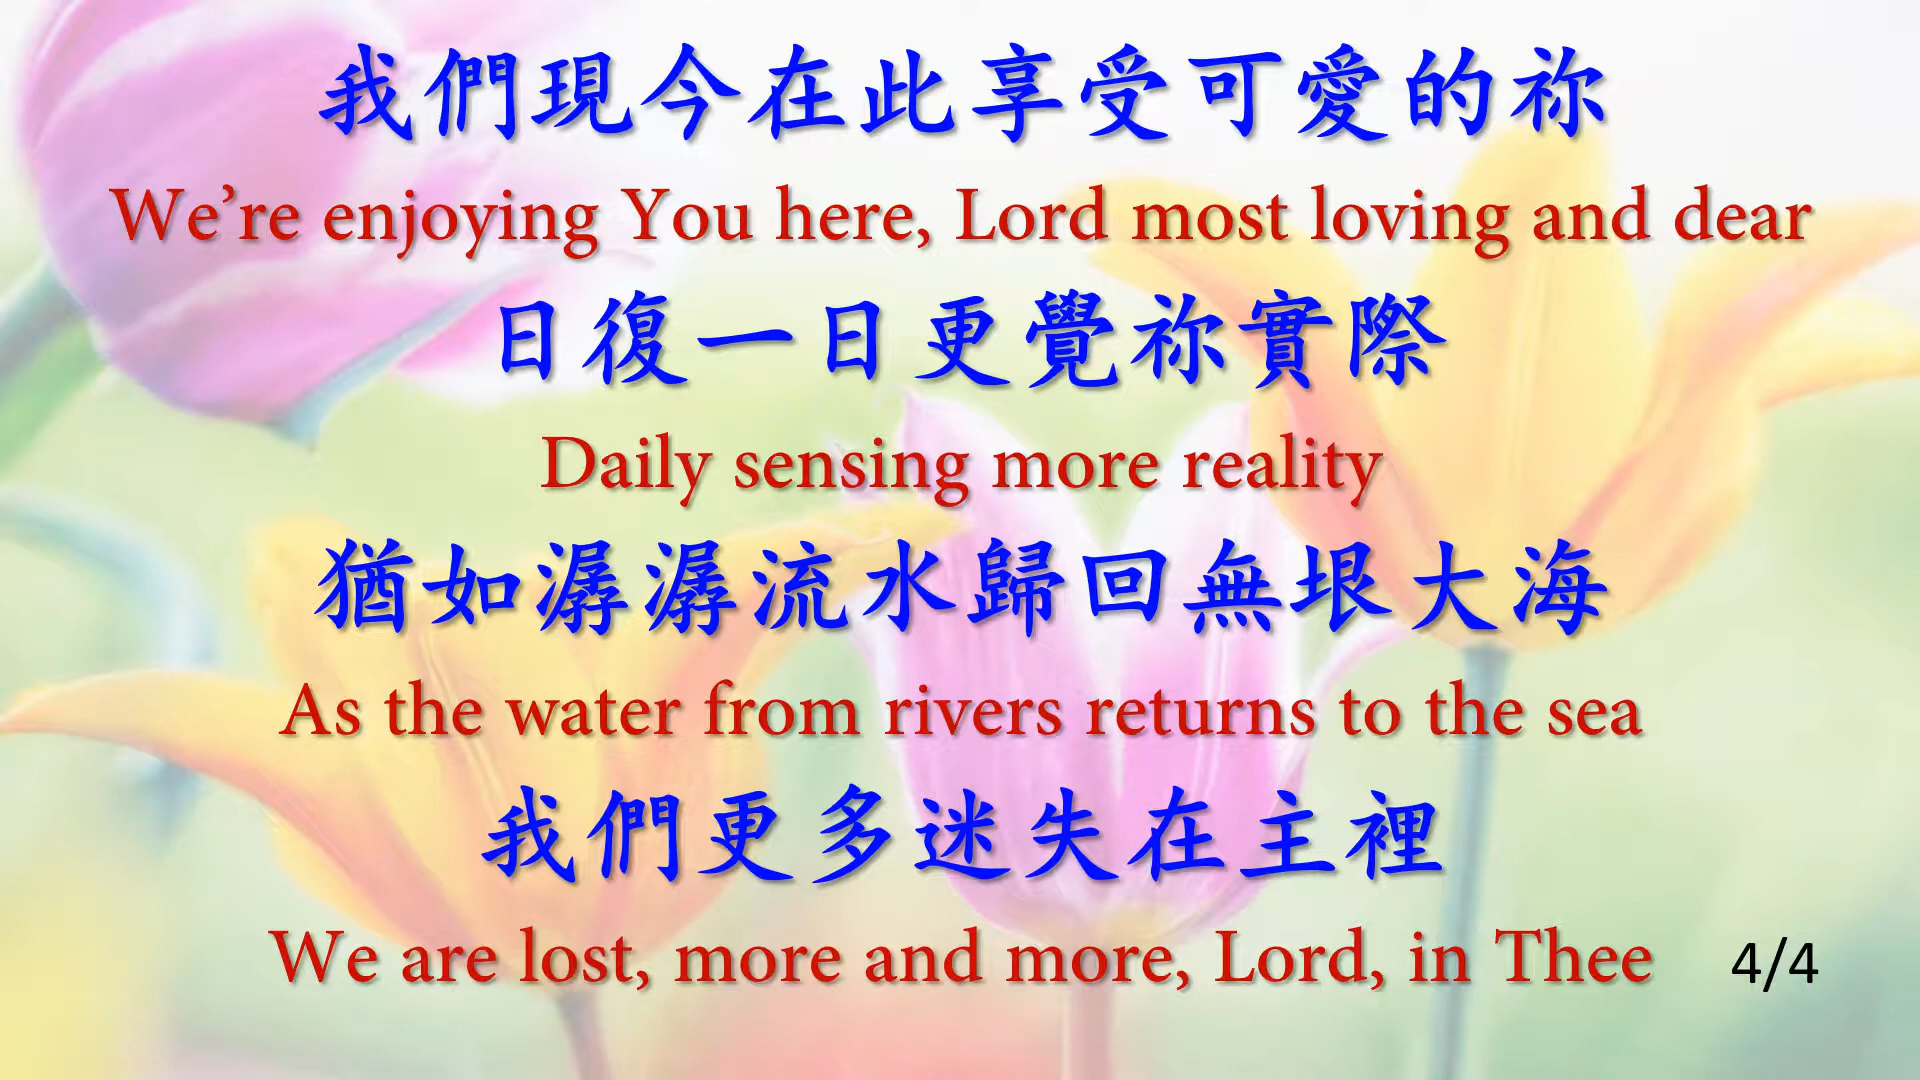 我們現今在此享受可愛的祢
We’re enjoying You here, Lord most loving and dear
日復一日更覺祢實際
Daily sensing more reality
猶如潺潺流水歸回無垠大海
As the water from rivers returns to the sea
我們更多迷失在主裡
We are lost, more and more, Lord, in Thee
4/4